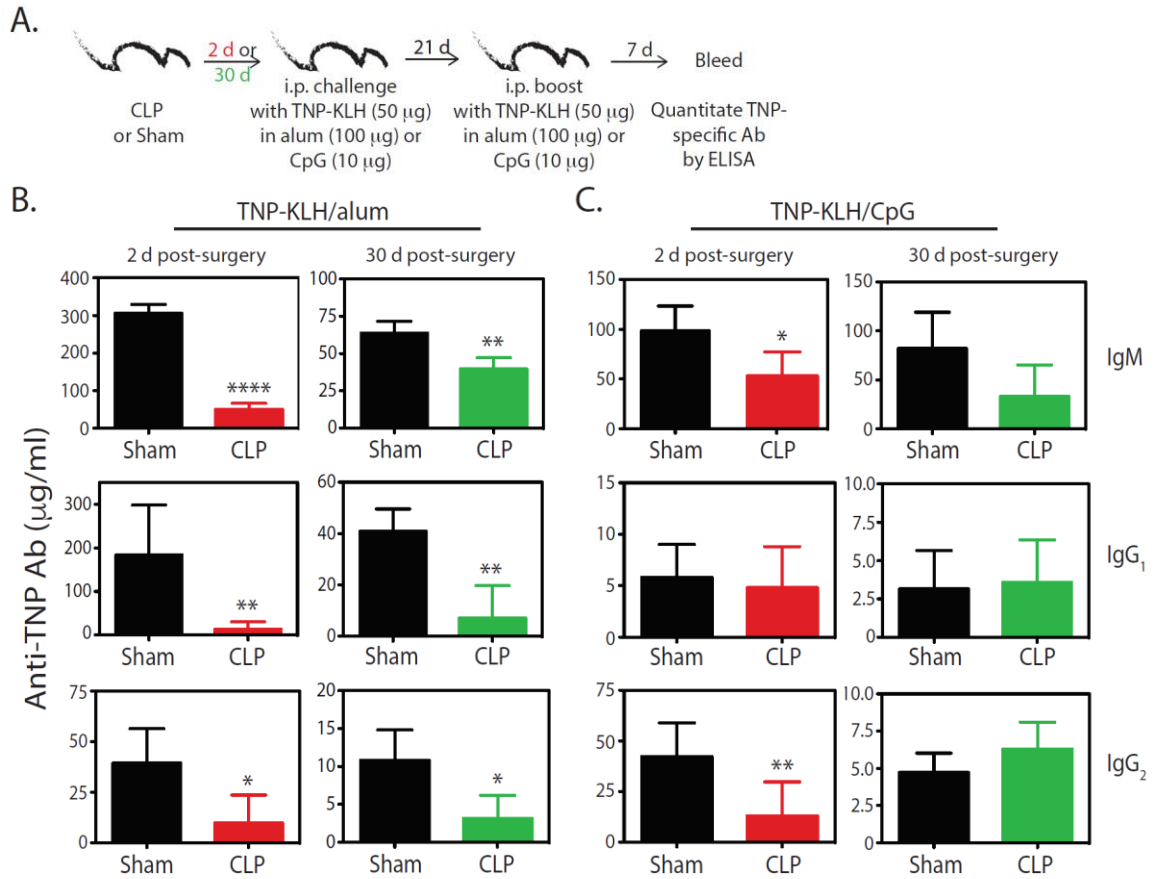 A.
2 d or
30 d
21 d
7 d
Bleed
CLP
or Sham
i.p. challenge
with TNP-KLH (50 μg)
in alum (100 μg) or
CpG (10 μg)
i.p. boost
with TNP-KLH (50 μg)
in alum (100 μg) or
CpG (10 μg)
Quantitate TNP-
specific Ab
by ELISA
B.
TNP-KLH/alum
2 d post-surgery
30 d post-surgery
C.
TNP-KLH/CpG
2 d post-surgery
30 d post-surgery
Anti-TNP Ab (μg/ml)
400
300
200
100
0
****
Sham CLP
100
75
50
25
0
**
Sham CLP
150
100
50
0
*
Sham CLP
150
100
50
0
Sham CLP
IgM
300
200
100
0
**
Sham CLP
60
40
20
0
**
Sham CLP
15
10
5
0
Sham CLP
10.0
7.5
5.0
2.5
0
Sham CLP
IgG1
75
50
25
0
*
Sham CLP
20
15
10
5
0
*
Sham CLP
75
50
25
0
**
Sham CLP
10.0
7.5
5.0
2.5
0
Sham CLP
IgG2